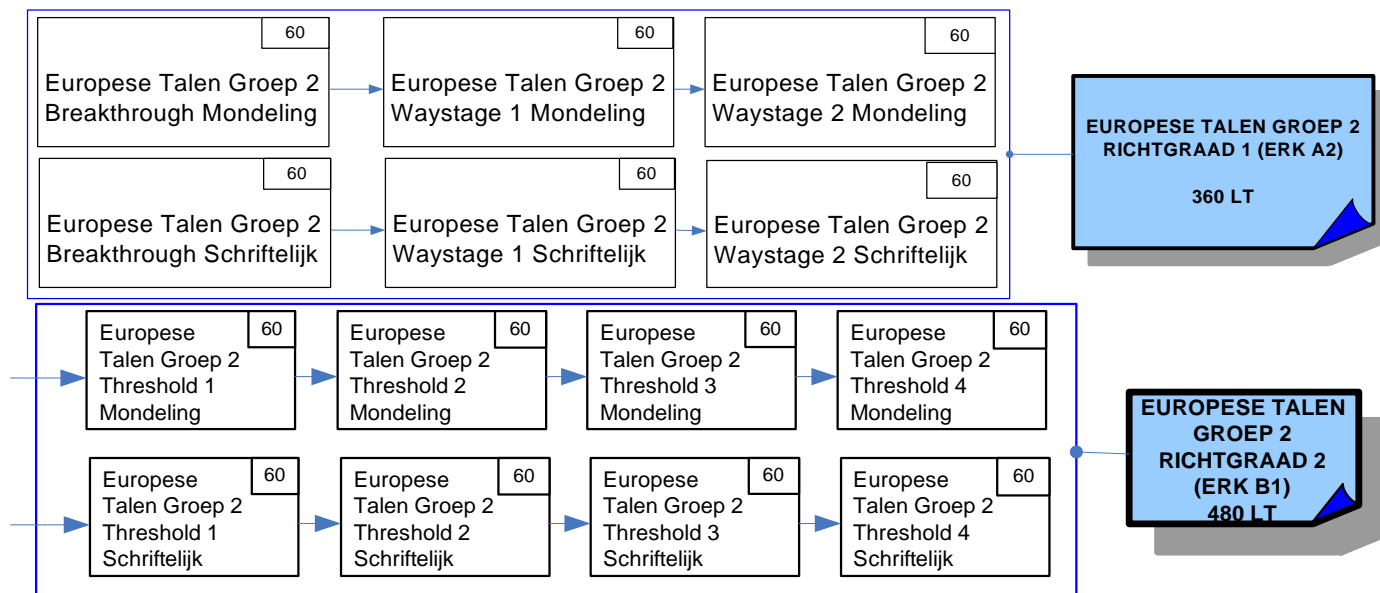 60
Europese Talen Groep 2
Breakthrough Mondeling
60
Europese Talen Groep 2
Waystage 1 Mondeling
60
Europese Talen Groep 2
Waystage 2 Mondeling
60
Europese Talen Groep 2
Breakthrough Schriftelijk
60
Europese Talen Groep 2
Waystage 1 Schriftelijk
60
Europese Talen Groep 2
Waystage 2 Schriftelijk
EUROPESE TALEN GROEP 2
RICHTGRAAD 1 (ERK A2)
360 LT
60
Europese
Talen Groep 2
Threshold 1
Mondeling
60
Europese
Talen Groep 2
Threshold 2
Mondeling
60
Europese
Talen Groep 2
Threshold 3
Mondeling
60
Europese
Talen Groep 2
Threshold 4
Mondeling
60
Europese
Talen Groep 2
Threshold 1
Schriftelijk
60
Europese
Talen Groep 2
Threshold 2
Schriftelijk
60
Europese
Talen Groep 2
Threshold 3
Schriftelijk
60
Europese
Talen Groep 2
Threshold 4
Schriftelijk
EUROPESE TALEN
GROEP 2
RICHTGRAAD 2
(ERK B1)
480 LT